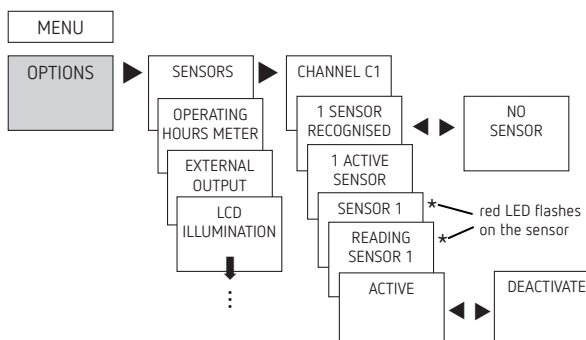 MENU
OPTIONS
SENSORS
OPERATING
HOURS METER
EXTERNAL
OUTPUT
LCD
ILLUMINATION
CHANNEL C1
1 SENSOR
RECOGNISED
1 ACTIVE
SENSOR
SENSOR 1
READING
SENSOR 1
ACTIVE
NO
SENSOR
* red LED flashes
* on the sensor
DEACTIVATE